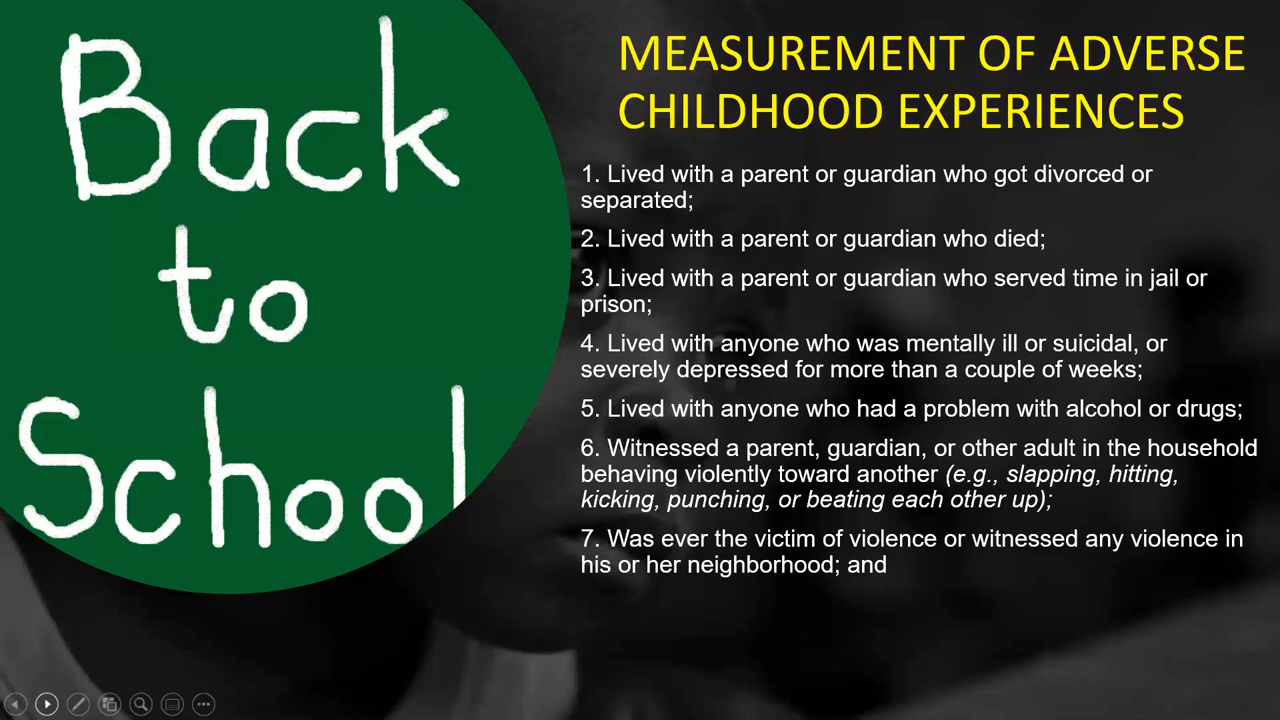 Back
to
School
MEASUREMENT OF ADVERSE
CHILDHOOD EXPERIENCES
1. Lived with a parent or guardian who got divorced or
separated;
2. Lived with a parent or guardian who died;
3. Lived with a parent or guardian who served time in jail or
prison;
4. Lived with anyone who was mentally ill or suicidal, or
severely depressed for more than a couple of weeks;
5. Lived with anyone who had a problem with alcohol or drugs;
6. Witnessed a parent, guardian, or other adult in the household
behaving violently toward another (e.g., slapping, hitting,
kicking, punching, or beating each other up);
7. Was ever the victim of violence or witnessed any violence in
his or her neighborhood; and